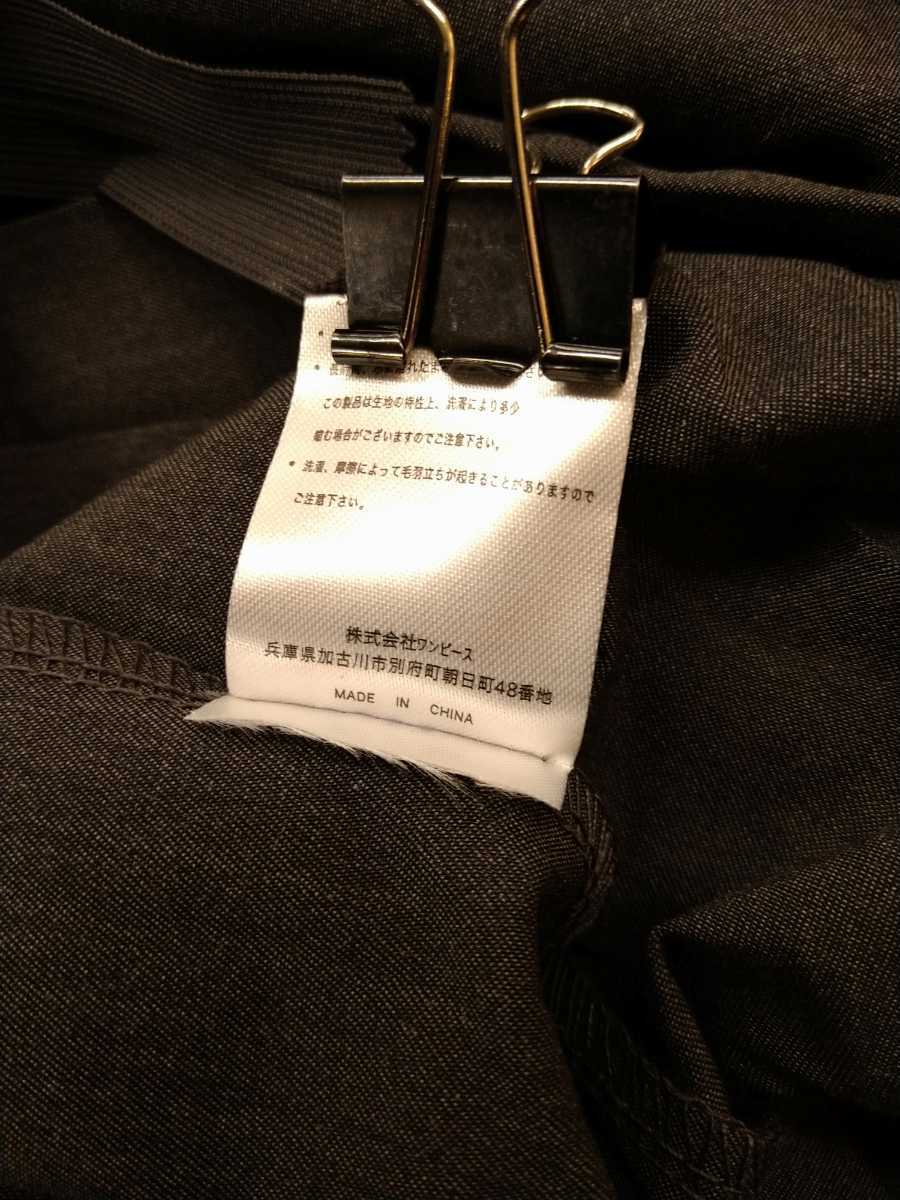 この製品は生地の特性上、洗濯により多少
縮む場合がございますのでご注意下さい。
• 洗濯、摩擦によって毛羽立ちが起きることがありますので
ご注意下さい。
株式会社ワンピース
兵庫県加古川市別府町朝日町48番地
MADE IN CHINA